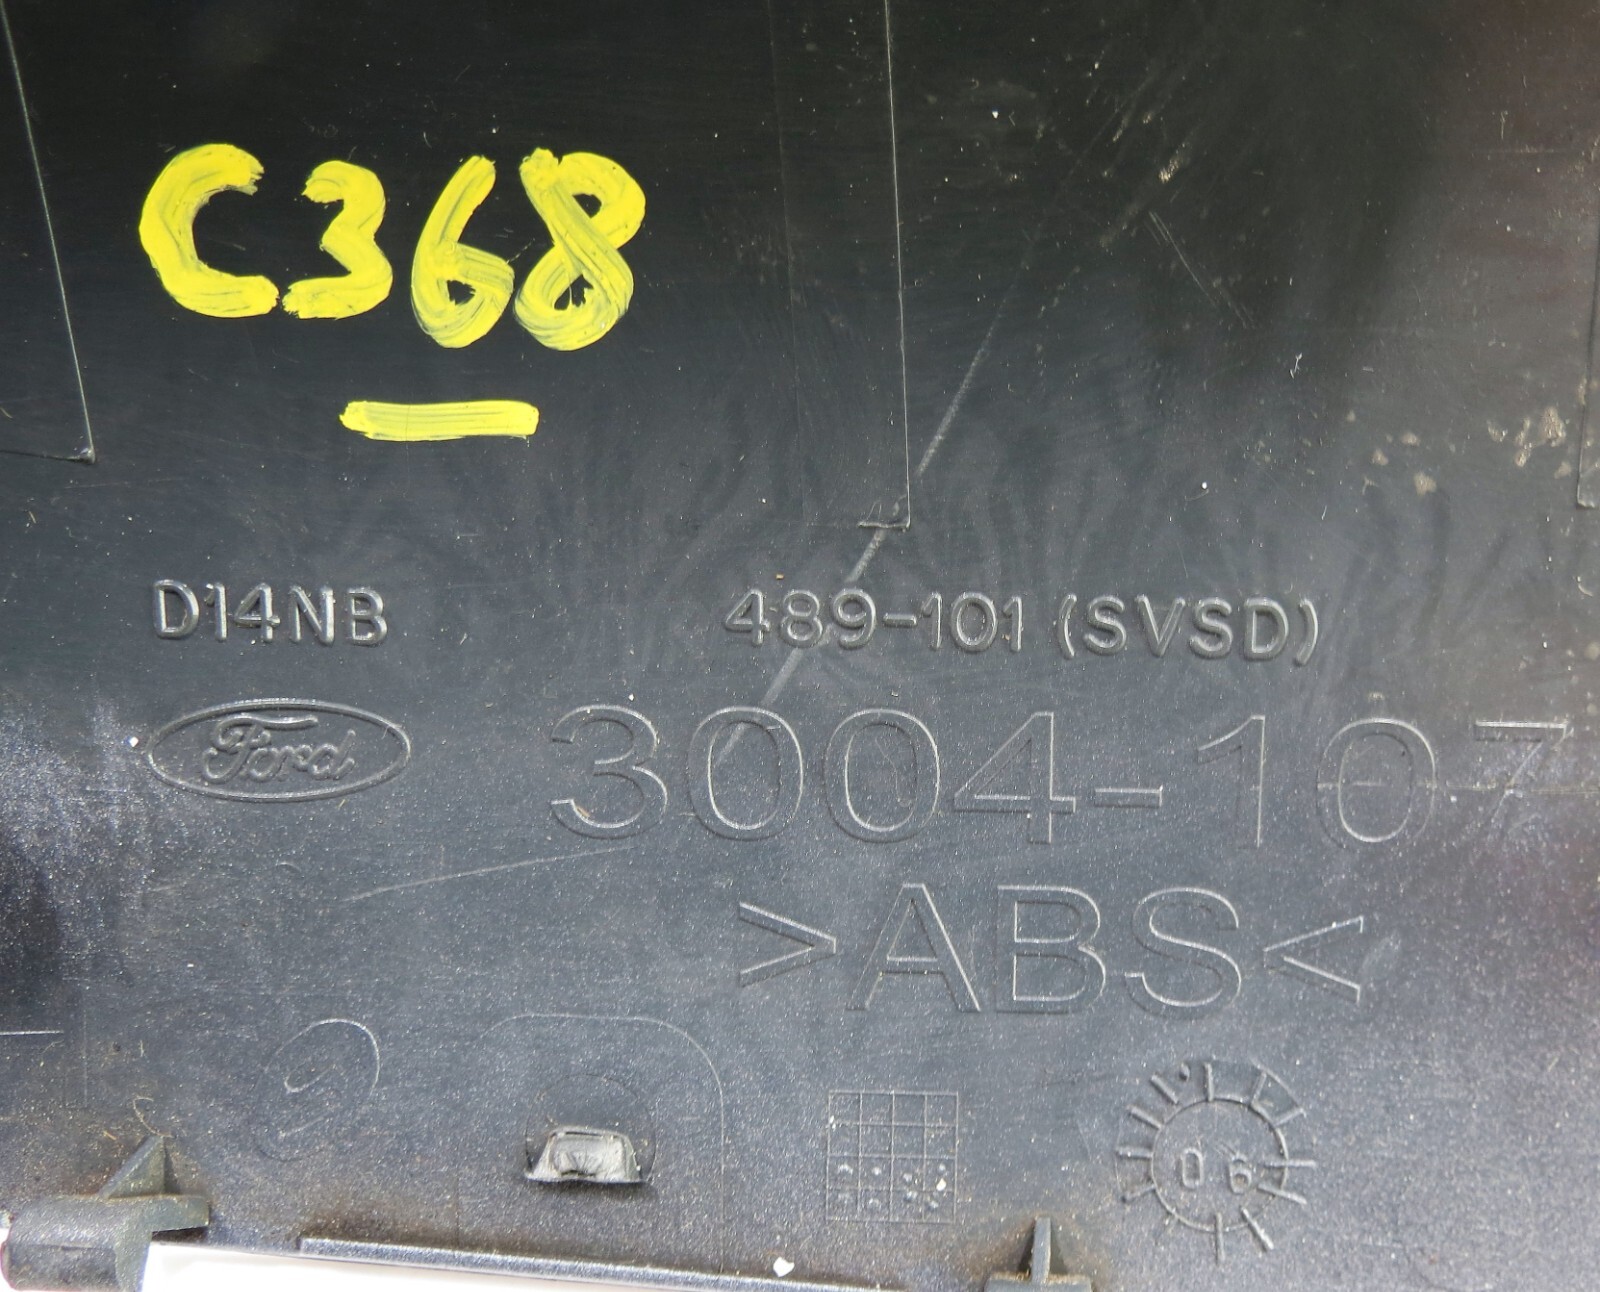 C368
D14NB 489-101 (SVSD)
Ford 3004-107
>ABS<
06